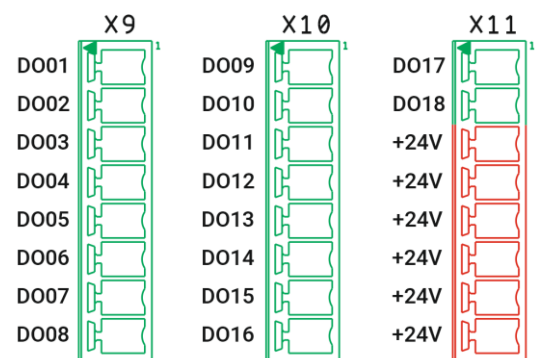 X9 X10 X11
1 1 1
DO01 DO09 DO17
DO02 DO10 DO18
DO03 DO11 +24V
DO04 DO12 +24V
DO05 DO13 +24V
DO06 DO14 +24V
DO07 DO15 +24V
DO08 DO16 +24V